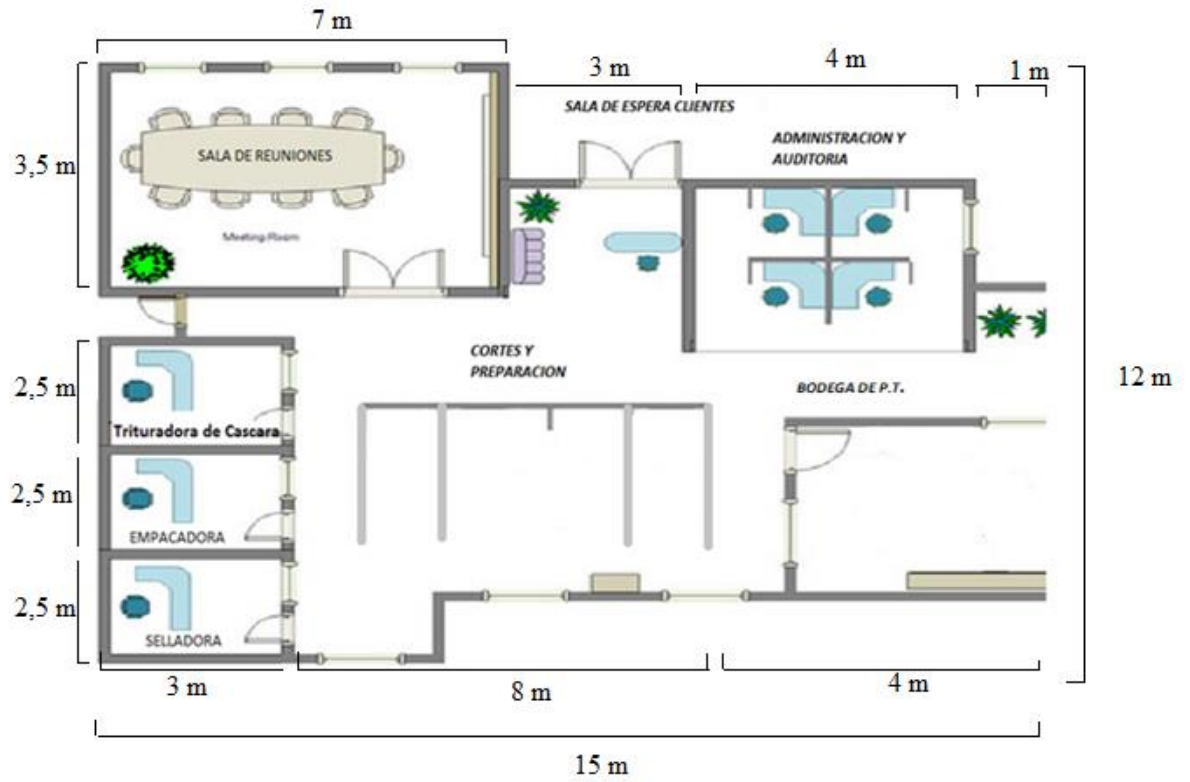 7 m
3 m
4 m
1 m
SALA DE ESPERA CLIENTES
ADMINISTRACION Y
AUDITORIA
3,5 m
SALA DE REUNIONES
Meeting Room
CORTES Y
PREPARACION
12 m
BODEGA DE P.T.
2,5 m
Trituradora de Cascara
2,5 m
EMPACADORA
2,5 m
SELLADORA
3 m
8 m
4 m
15 m